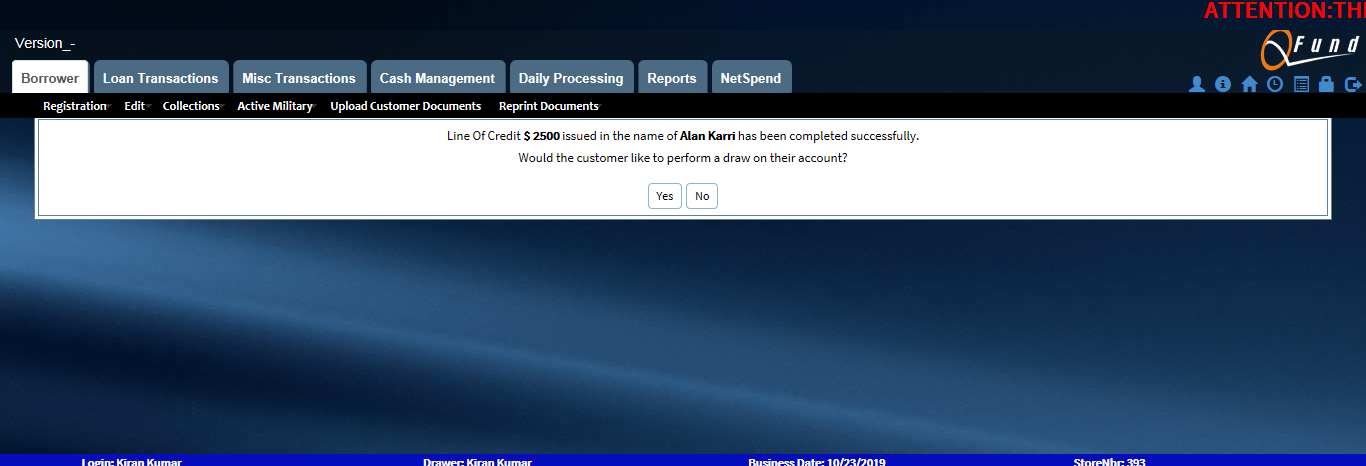 ATTENTION:THI
Version_-
QFund
Borrower Loan Transactions Misc Transactions Cash Management Daily Processing Reports NetSpend
Registration Edit Collections Active Military Upload Customer Documents Reprint Documents
Line Of Credit $ 2500 issued in the name of Alan Karri has been completed successfully.
Would the customer like to perform a draw on their account?
Yes No
Login: Kiran Kumar Drawer: Kiran Kumar Business Date: 10/23/2019 StoreNbr: 393